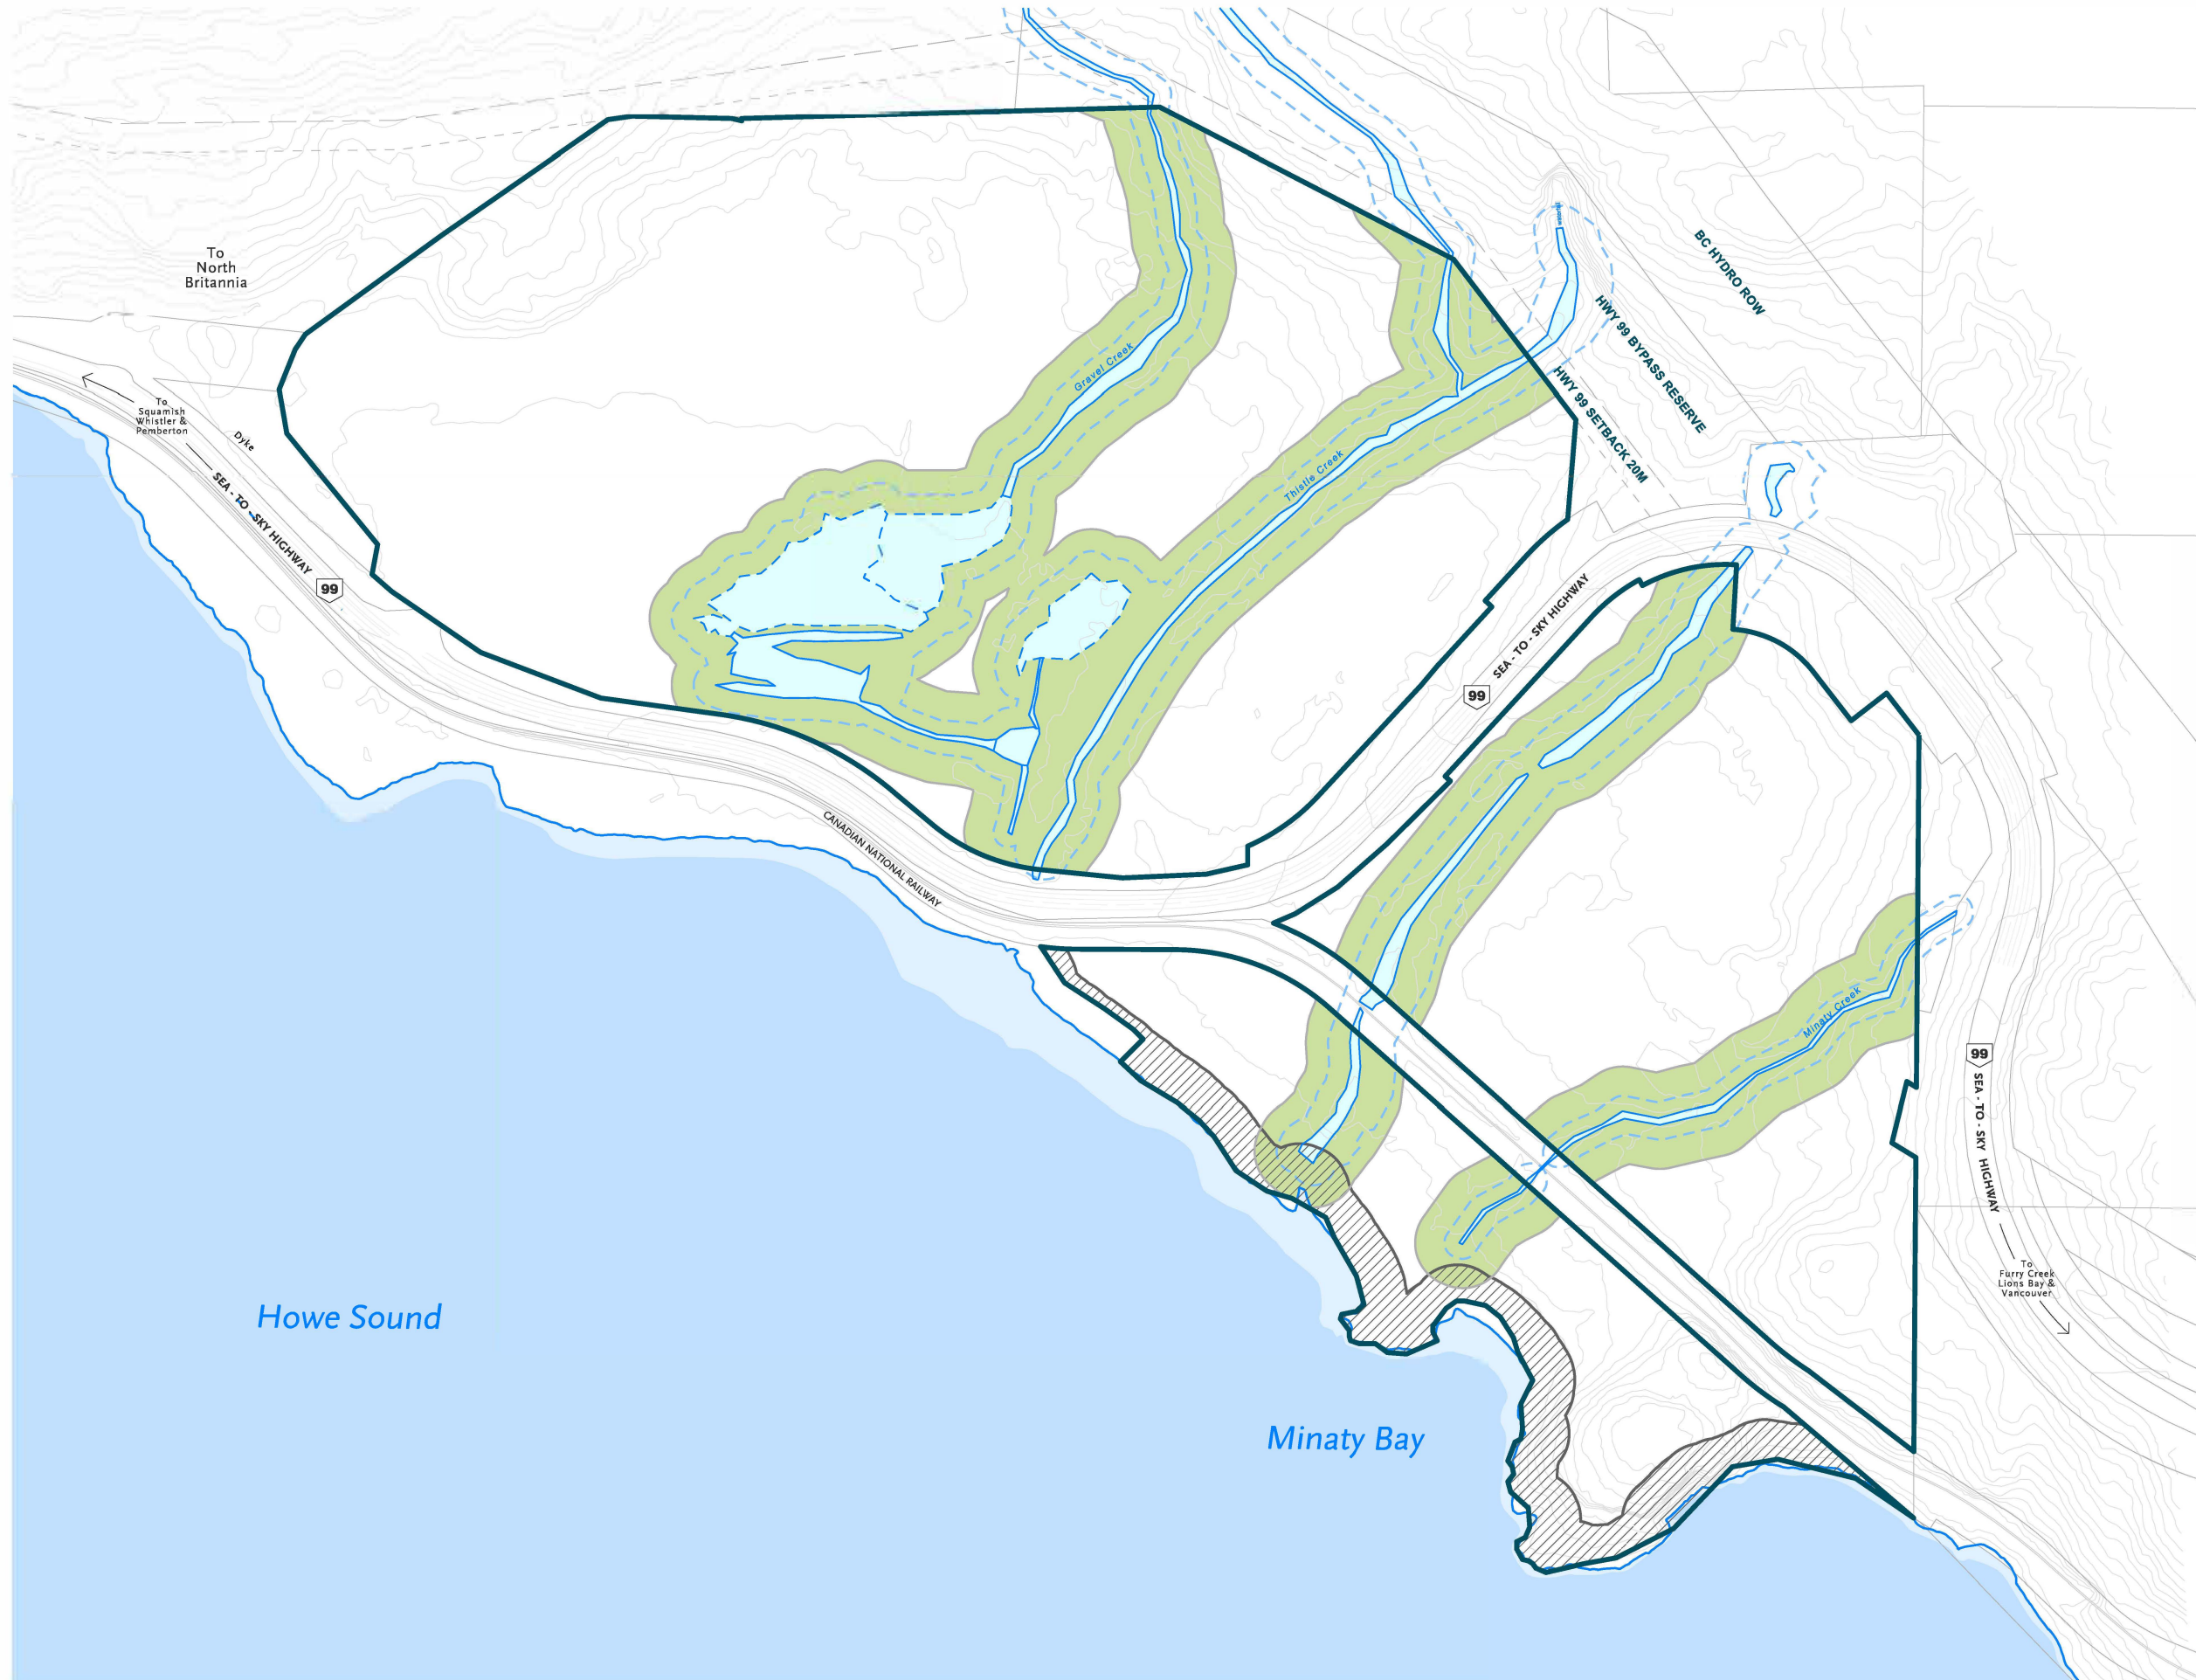 waterfall
BC HYDRO ROW
To
North
Britannia
HWY 99 BYPASS RESERVE
Gravel Creek
HWY 99 SETBACK 20M
To
Squamish
Whistler &
Pemberton
Dyke
Thistle Creek
SEA - TO - SKY HIGHWAY
99
SEA - TO - SKY HIGHWAY
99
CANADIAN NATIONAL RAILWAY
Minaty Creek
99
SEA - TO - SKY HIGHWAY
To
Furry Creek
Lions Bay &
Vancouver
Howe Sound
Minaty Bay